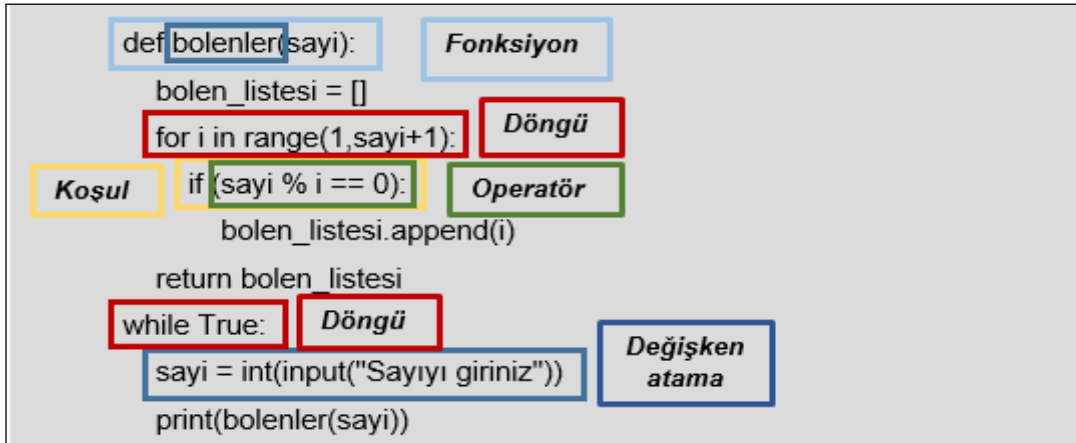 def bolenler(sayi): Fonksiyon
bolen_listesi = []
for i in range(1,sayi+1): Döngü
Koşul if (sayi % i == 0): Operatör
bolen_listesi.append(i)
return bolen_listesi
while True: Döngü
sayi = int(input("Sayıyı giriniz")) Değişken atama
print(bolenler(sayi))